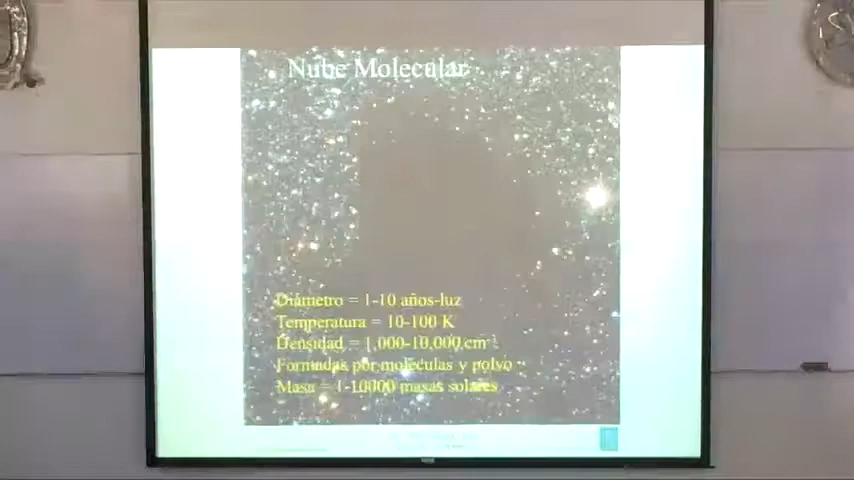 Nube Molecular
Diámetro = 1-10 años-luz
Temperatura = 10-100 K
Densidad = 1,000-10,000/cm³
Formadas por moléculas y polvo
Masa = 1-10000 masas solares